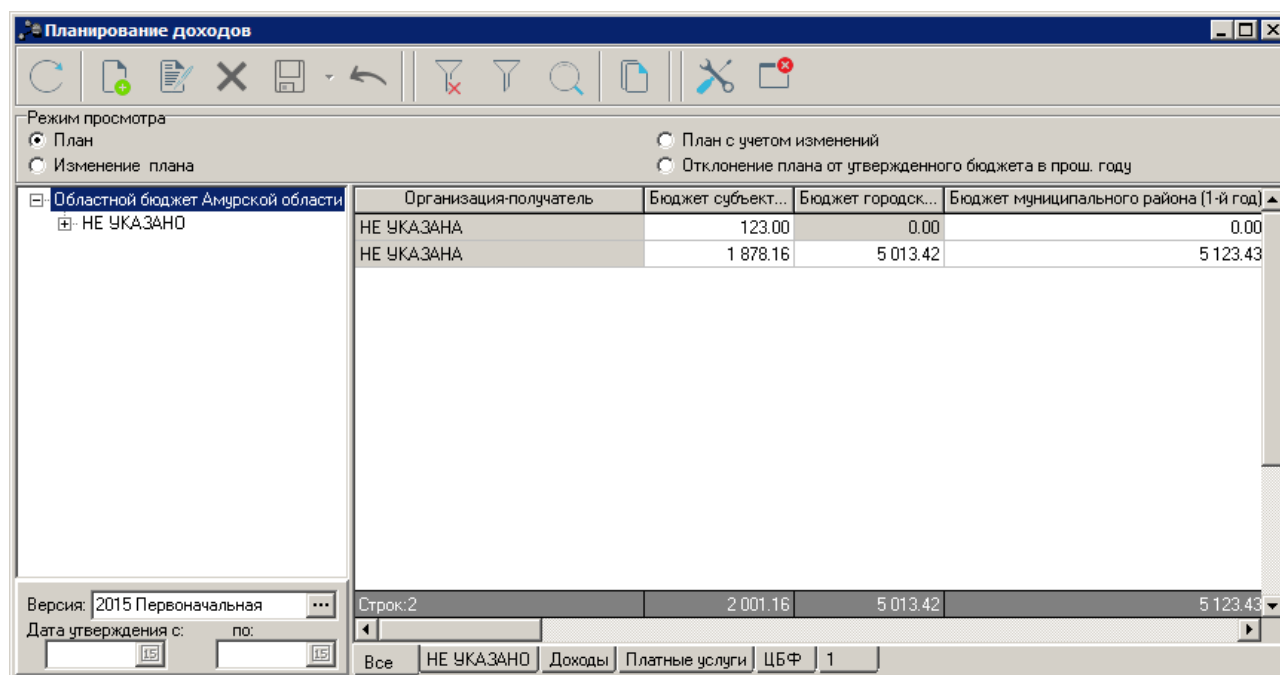 Планирование доходов
Режим просмотра
План
План с учетом изменений
Изменение плана
Отклонение плана от утвержденного бюджета в прош. году
Областной бюджет Амурской области
НЕ УКАЗАНО
Организация-получатель Бюджет субъект... Бюджет городск... Бюджет муниципального района (1-й год)
НЕ УКАЗАНА 123.00 0.00 0.00
НЕ УКАЗАНА 1 878.16 5 013.42 5 123.43
Строк:2 2 001.16 5 013.42 5 123.43
Версия: 2015 Первоначальная ...
Дата утверждения с: по:
15 15
Все НЕ УКАЗАНО Доходы Платные услуги ЦБФ 1